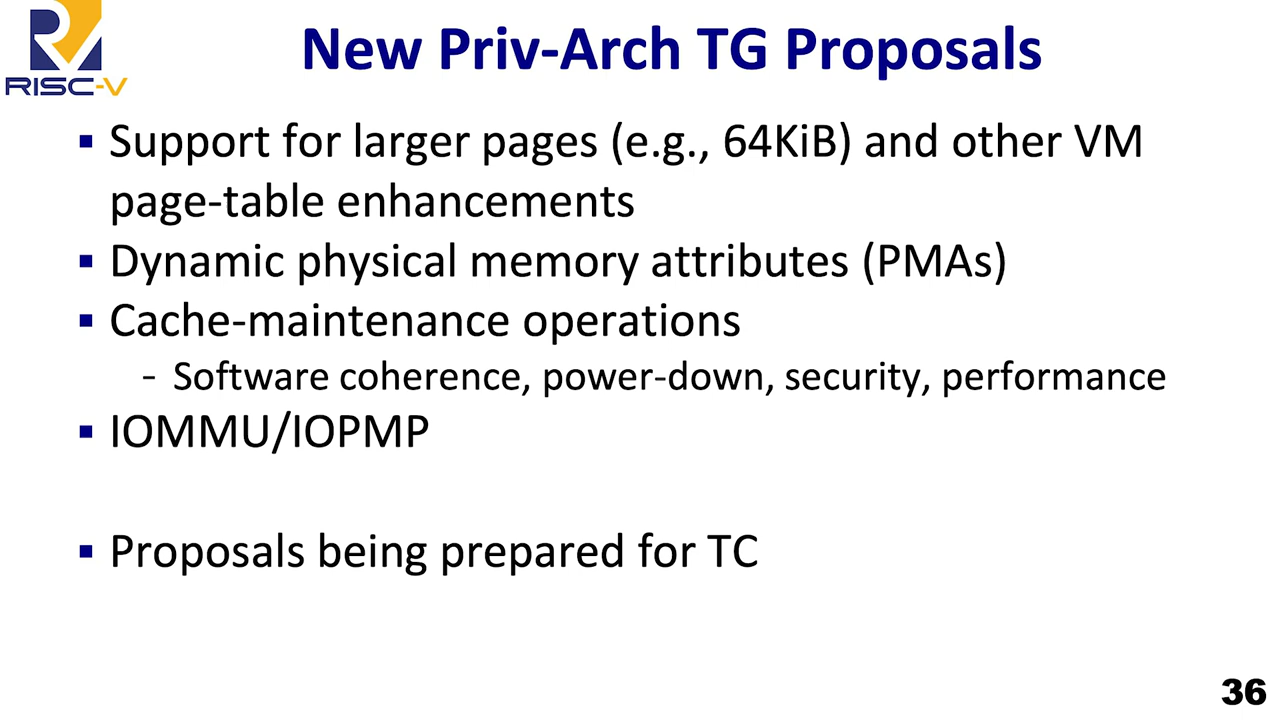 RISC-V
New Priv-Arch TG Proposals
▪ Support for larger pages (e.g., 64KiB) and other VM
page-table enhancements
▪ Dynamic physical memory attributes (PMAs)
▪ Cache-maintenance operations
- Software coherence, power-down, security, performance
▪ IOMMU/IOPMP
▪ Proposals being prepared for TC
36